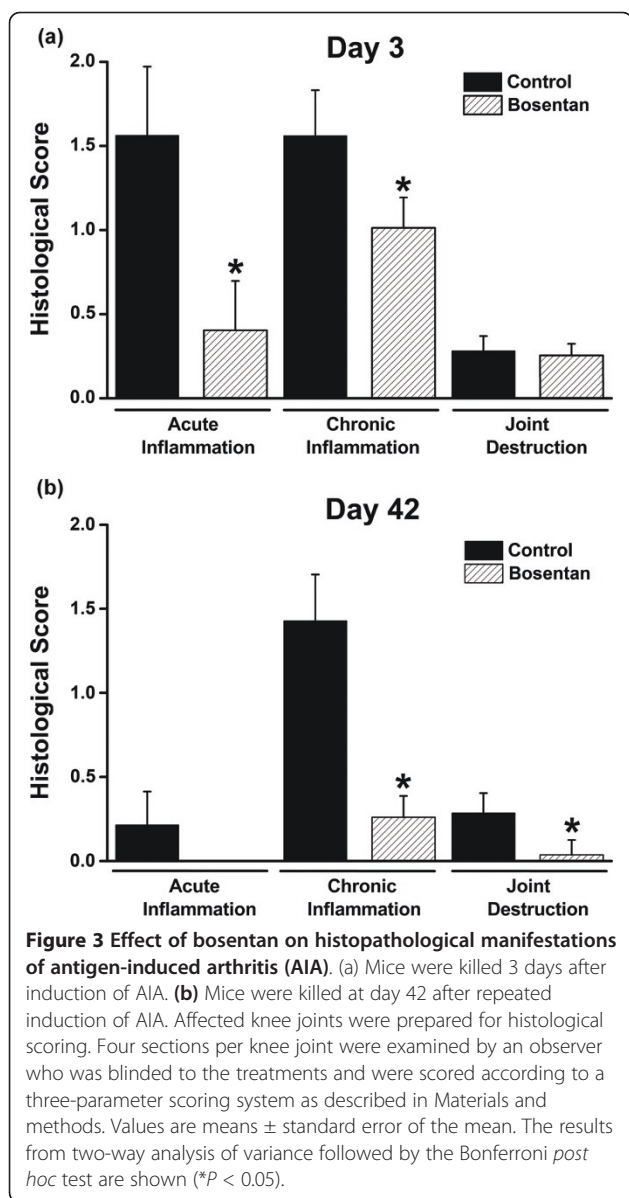 (a)
Day 3
2.0
Control
Bosentan
1.5
*
1.0
Histological Score
*
0.5
0.0
Acute Inflammation
Chronic Inflammation
Joint Destruction
(b)
Day 42
2.0
Control
Bosentan
1.5
1.0
Histological Score
0.5
*
*
0.0
Acute Inflammation
Chronic Inflammation
Joint Destruction
Figure 3 Effect of bosentan on histopathological manifestations
of antigen-induced arthritis (AIA). (a) Mice were killed 3 days after
induction of AIA. (b) Mice were killed at day 42 after repeated
induction of AIA. Affected knee joints were prepared for histological
scoring. Four sections per knee joint were examined by an observer
who was blinded to the treatments and were scored according to a
three-parameter scoring system as described in Materials and
methods. Values are means ± standard error of the mean. The results
from two-way analysis of variance followed by the Bonferroni post
hoc test are shown (*P < 0.05).